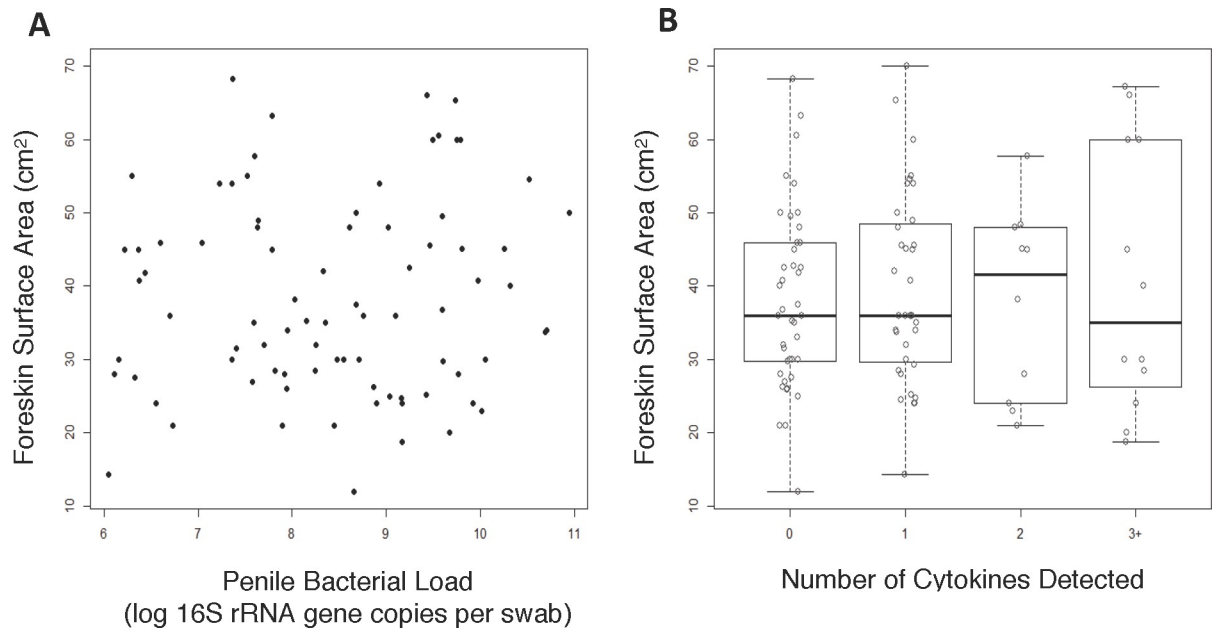 A
Foreskin Surface Area (cm2)
70
60
50
40
30
20
10
6 7 8 9 10 11
Penile Bacterial Load
(log 16S rRNA gene copies per swab)
B
Foreskin Surface Area (cm2)
70
60
50
40
30
20
10
0 1 2 3+
Number of Cytokines Detected